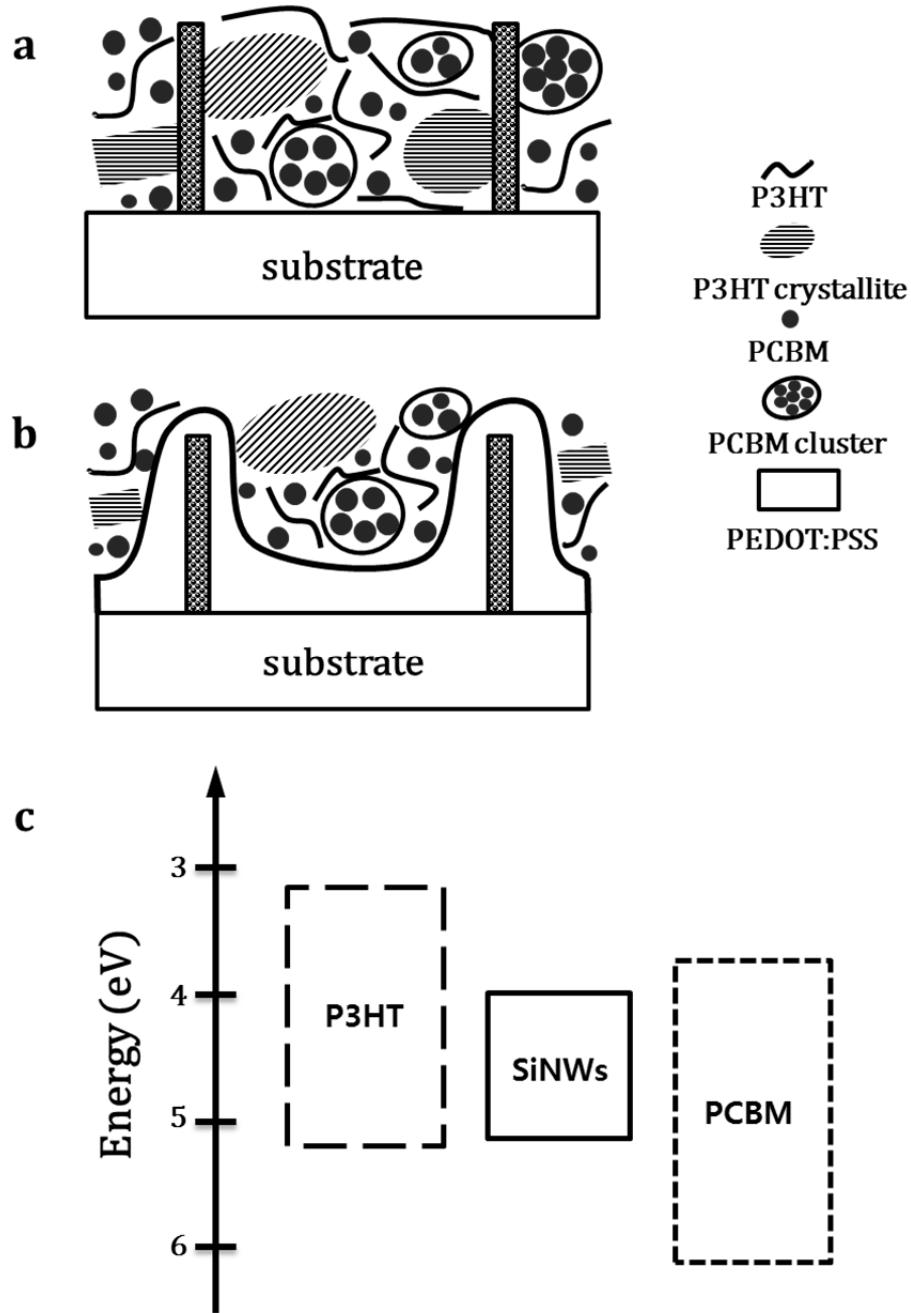 a
substrate
P3HT
P3HT crystallite
PCBM
PCBM cluster
PEDOT:PSS
b
substrate
c
Energy (eV)
3
4
5
6
P3HT
SiNWs
PCBM